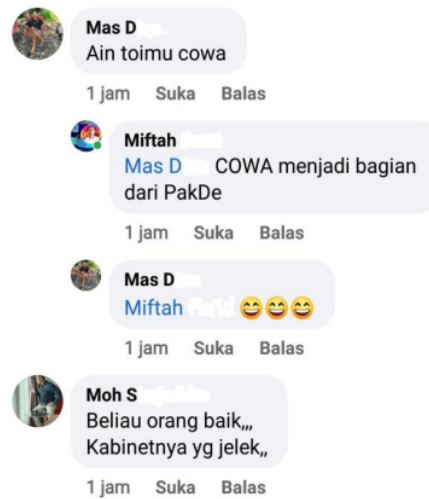 Mas D
Ain toimu cowa
1 jam Suka Balas
Miftah
Mas D COWA menjadi bagian
dari PakDe
1 jam Suka Balas
Mas D
Miftah 😄😄😄
1 jam Suka Balas
Moh S
Beliau orang baik,,,
Kabinetnya yg jelek,,
1 jam Suka Balas